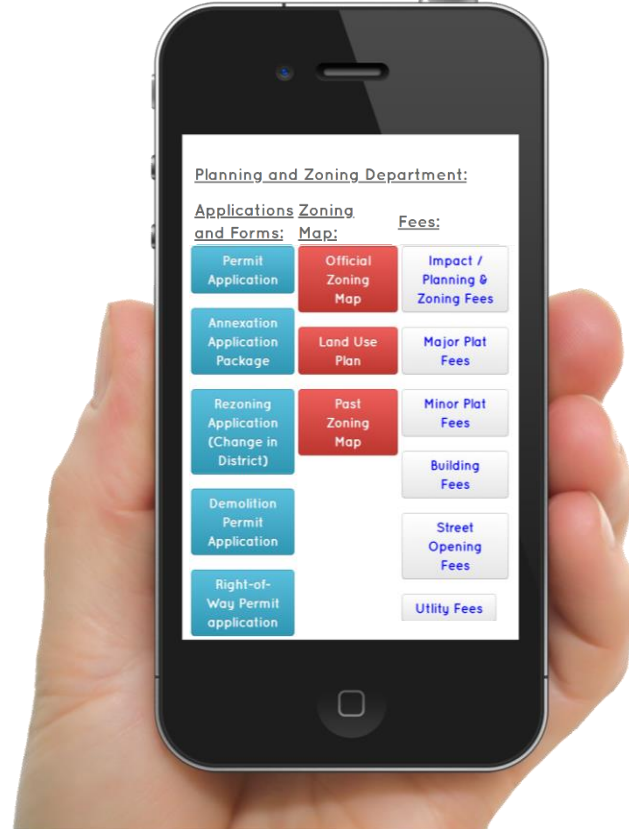 Planning and Zoning Department:
Applications
and Forms:
Zoning
Map:
Fees:
Permit
Application
Annexation
Application
Package
Rezoning
Application
(Change in
District)
Demolition
Permit
Application
Right-of-
Way Permit
application
Official
Zoning
Map
Land Use
Plan
Past
Zoning
Map
Impact /
Planning &
Zoning Fees
Major Plat
Fees
Minor Plat
Fees
Building
Fees
Street
Opening
Fees
Utlity Fees